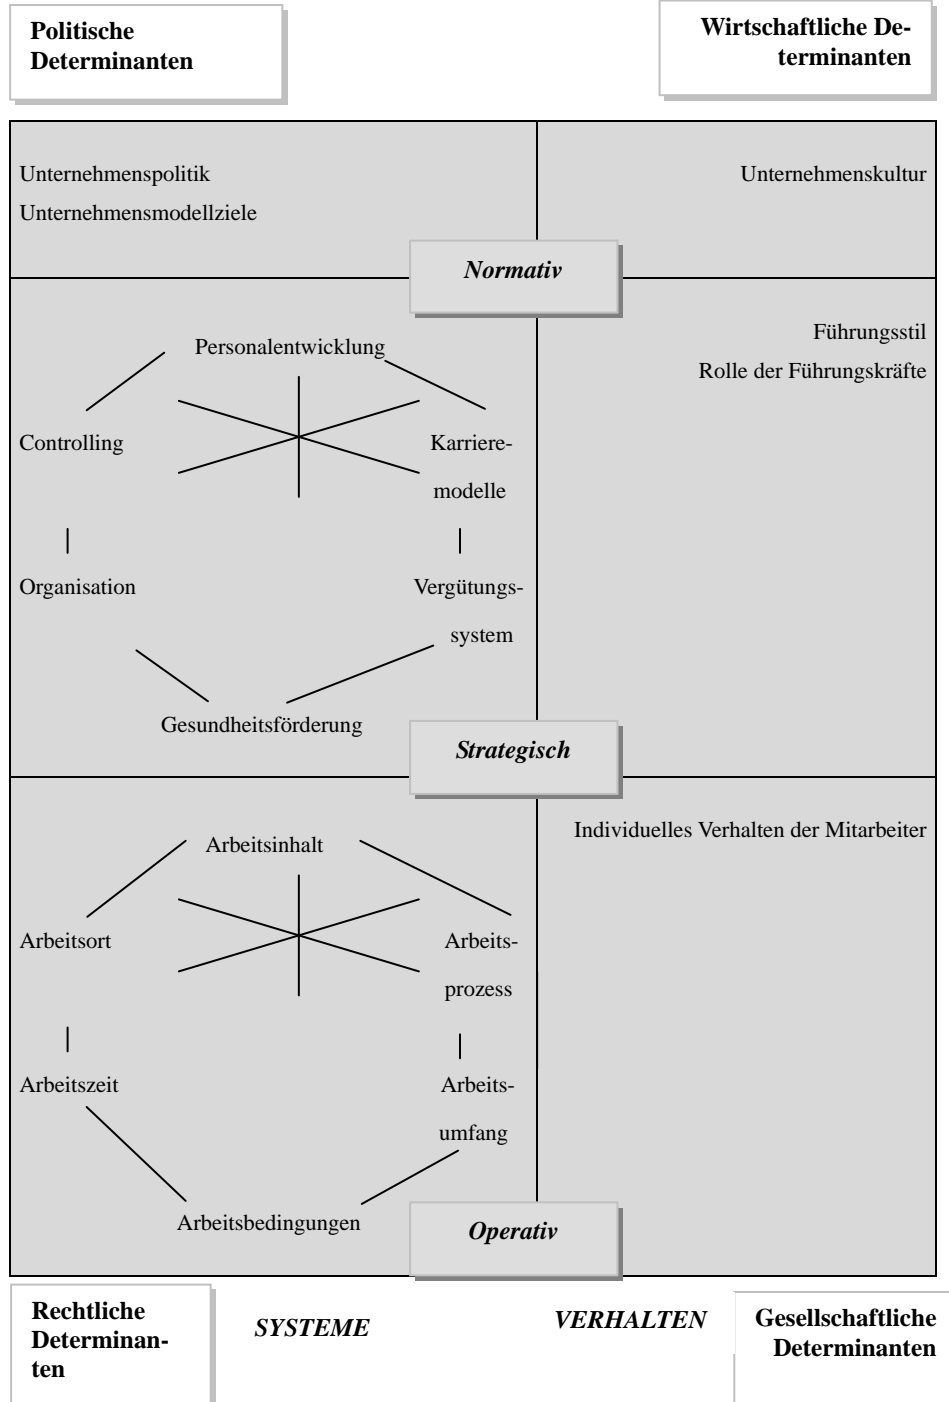 Politische
Determinanten
Wirtschaftliche De-
terminanten
Unternehmenspolitik
Unternehmensmodellziele
Unternehmenskultur
Normativ
Führungsstil
Rolle der Führungskräfte
Personalentwicklung
Controlling
Karriere-
modelle
Organisation
Vergütungs-
system
Gesundheitsförderung
Strategisch
Individuelles Verhalten der Mitarbeiter
Arbeitsinhalt
Arbeitsort
Arbeits-
prozess
Arbeitszeit
Arbeits-
umfang
Arbeitsbedingungen
Operativ
Rechtliche
Determinan-
ten
SYSTEME
VERHALTEN
Gesellschaftliche
Determinanten